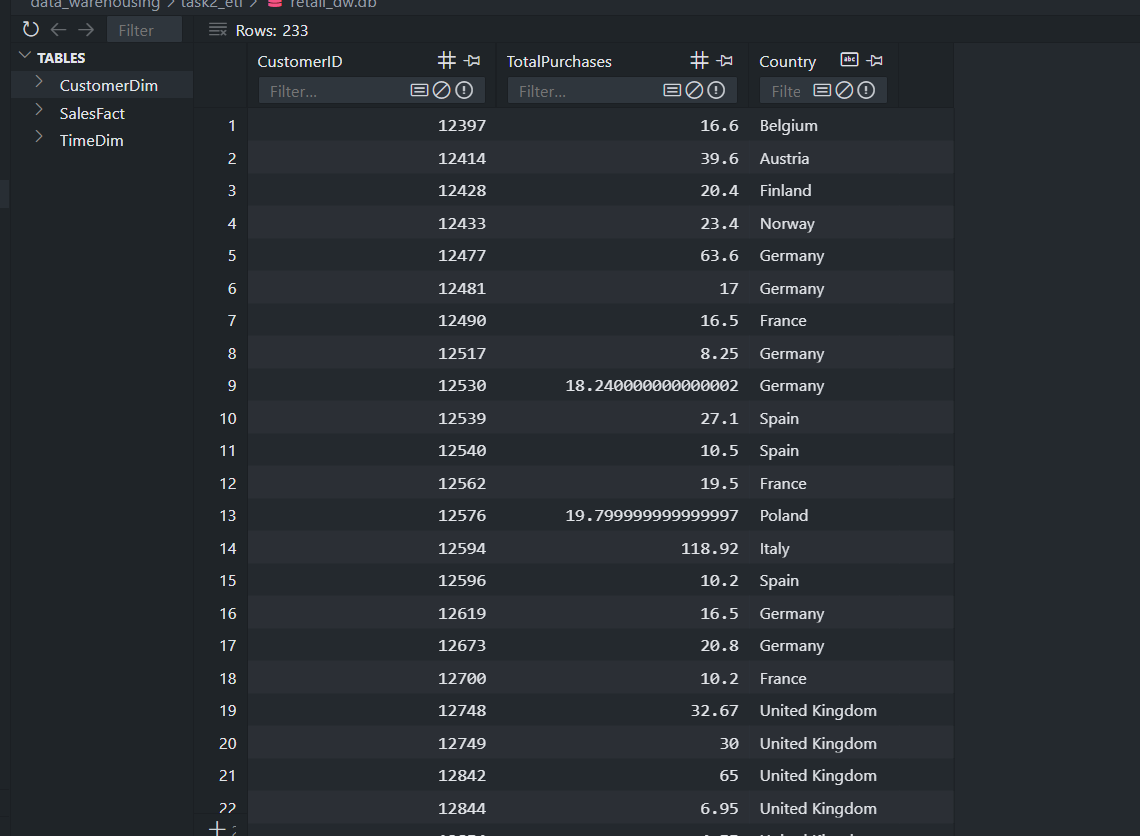 data_warehousing > task2_etl > retail_dw.db
Filter
Rows: 233
TABLES
CustomerDim
SalesFact
TimeDim
CustomerID TotalPurchases Country
Filter... Filter... Filte
1 12397 16.6 Belgium
2 12414 39.6 Austria
3 12428 20.4 Finland
4 12433 23.4 Norway
5 12477 63.6 Germany
6 12481 17 Germany
7 12490 16.5 France
8 12517 8.25 Germany
9 12530 18.240000000000002 Germany
10 12539 27.1 Spain
11 12540 10.5 Spain
12 12562 19.5 France
13 12576 19.799999999999997 Poland
14 12594 118.92 Italy
15 12596 10.2 Spain
16 12619 16.5 Germany
17 12673 20.8 Germany
18 12700 10.2 France
19 12748 32.67 United Kingdom
20 12749 30 United Kingdom
21 12842 65 United Kingdom
22 12844 6.95 United Kingdom